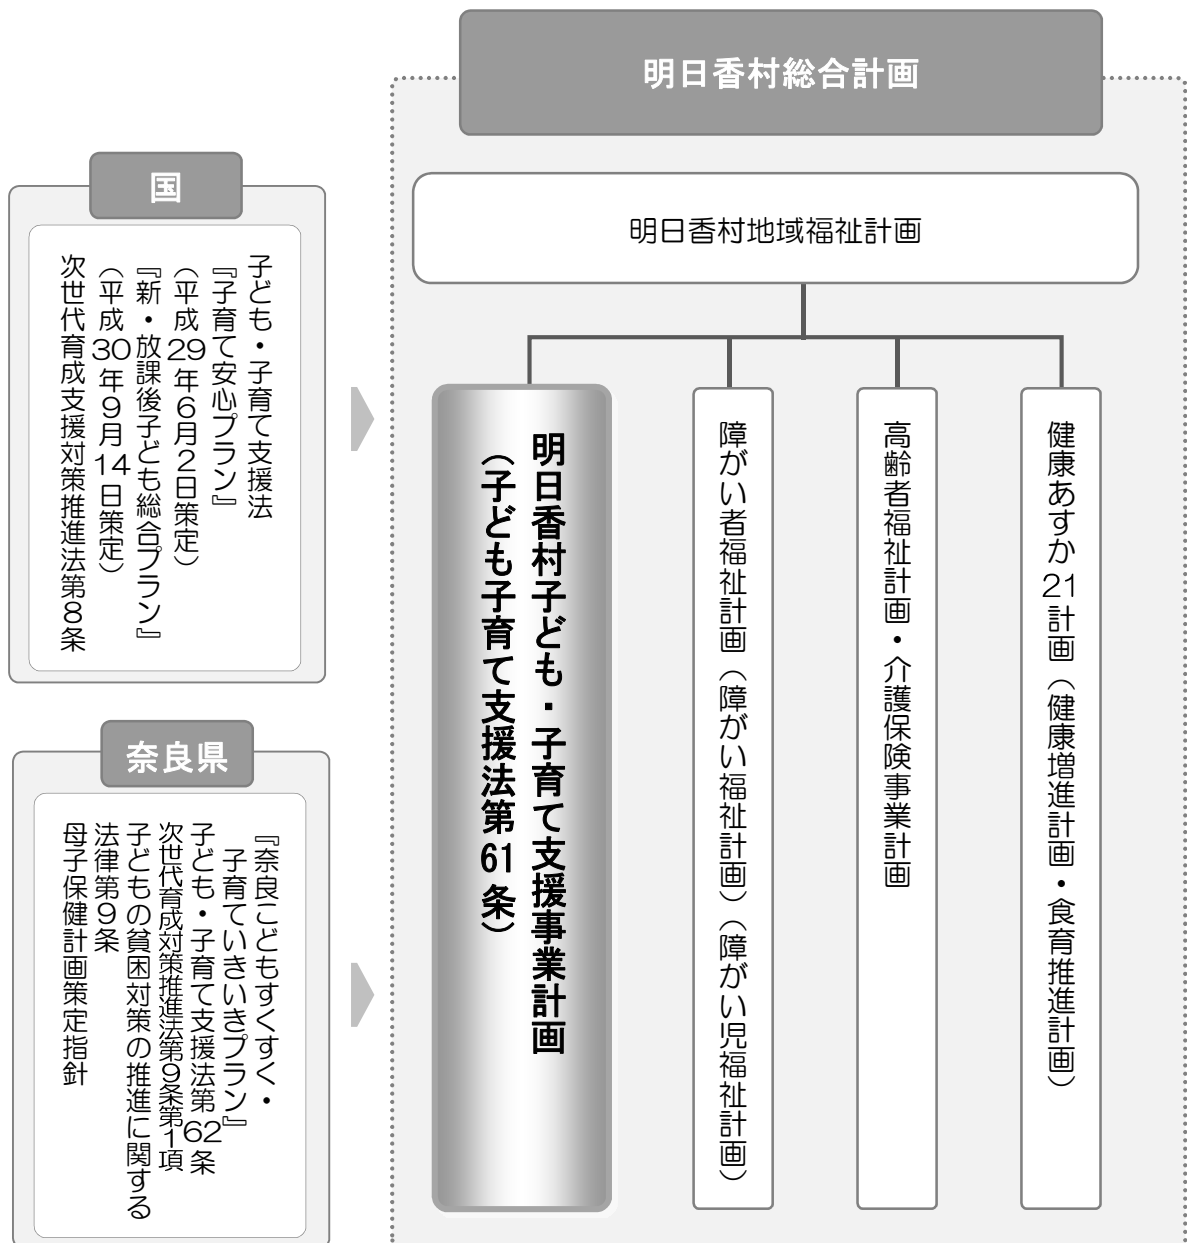 明日香村総合計画
明日香村地域福祉計画
国
子ども・子育て支援法
『子育て安心プラン』
（平成29年6月2日策定）
『新・放課後子ども総合プラン』
（平成30年9月14日策定）
次世代育成支援対策推進法第8条
奈良県
『奈良こどもすくすく・
子育ていきいきプラン』
子ども・子育て支援法第62条
次世代育成対策推進法第9条第1項
子どもの貧困対策の推進に関する
法律第9条
母子保健計画策定指針
明日香村子ども・子育て支援事業計画
（子ども子育て支援法第61条）
障がい者福祉計画（障がい福祉計画）（障がい児福祉計画）
高齢者福祉計画・介護保険事業計画
健康あすか21計画（健康増進計画・食育推進計画）